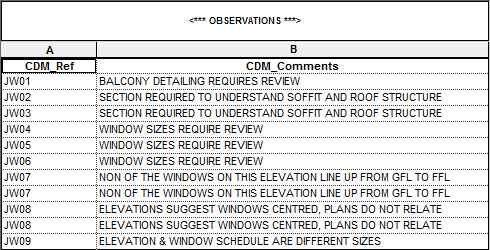 <*** OBSERVATIONS ***>
A B
CDM_Ref CDM_Comments
JW01 BALCONY DETAILING REQUIRES REVIEW
JW02 SECTION REQUIRED TO UNDERSTAND SOFFIT AND ROOF STRUCTURE
JW03 SECTION REQUIRED TO UNDERSTAND SOFFIT AND ROOF STRUCTURE
JW04 WINDOW SIZES REQUIRE REVIEW
JW05 WINDOW SIZES REQUIRE REVIEW
JW06 WINDOW SIZES REQUIRE REVIEW
JW07 NON OF THE WINDOWS ON THIS ELEVATION LINE UP FROM GFL TO FFL
JW07 NON OF THE WINDOWS ON THIS ELEVATION LINE UP FROM GFL TO FFL
JW08 ELEVATIONS SUGGEST WINDOWS CENTRED, PLANS DO NOT RELATE
JW08 ELEVATIONS SUGGEST WINDOWS CENTRED, PLANS DO NOT RELATE
JW09 ELEVATION & WINDOW SCHEDULE ARE DIFFERENT SIZES